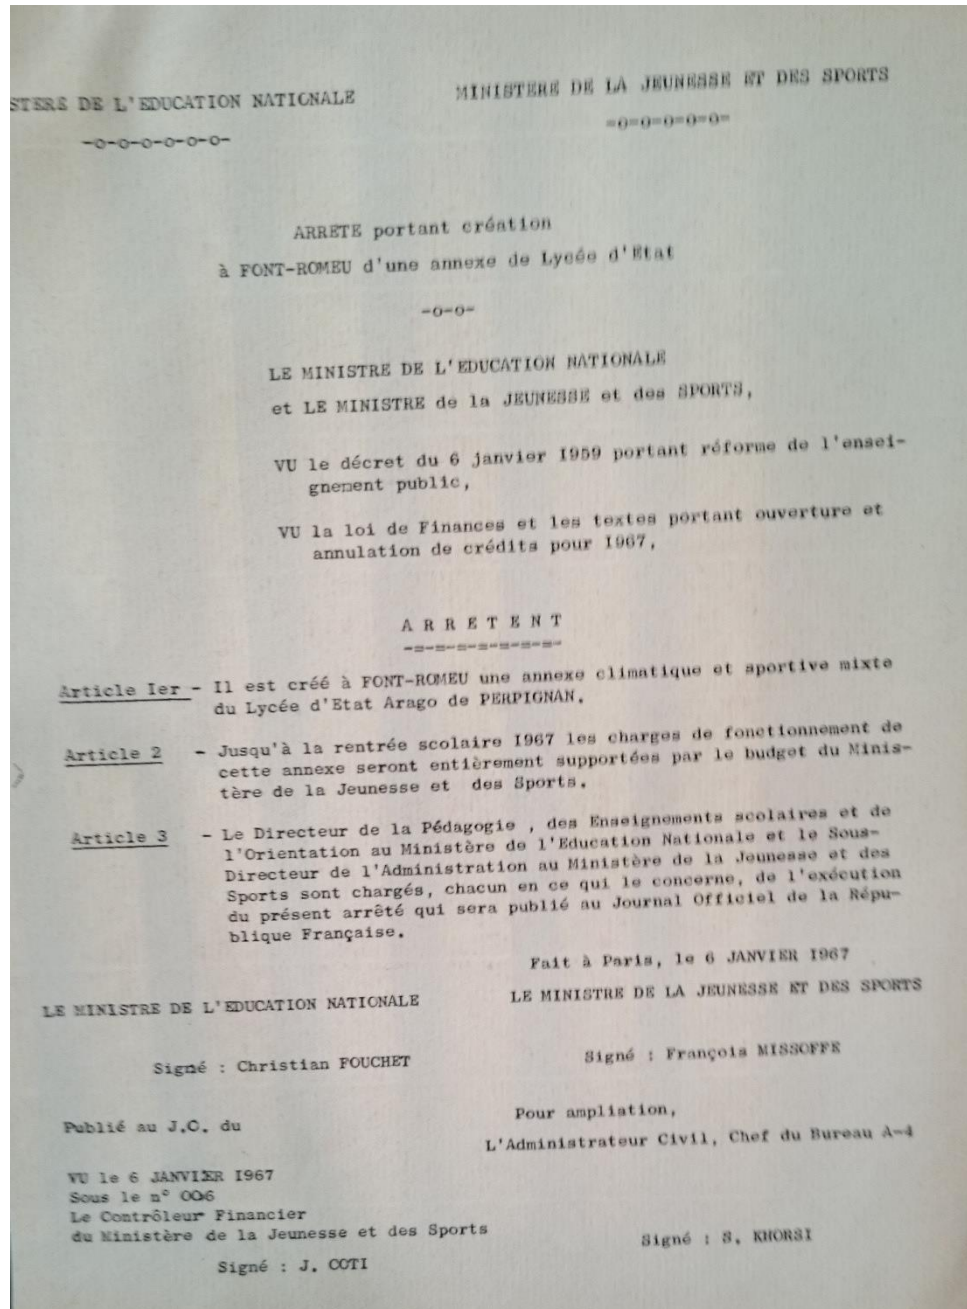 STERE DE L'EDUCATION NATIONALE
MINISTERE DE LA JEUNESSE ET DES SPORTS
-o-o-o-o-o-o-
=o=o=o=o=o=
ARRETE portant création
à FONT-ROMEU d'une annexe de Lycée d'Etat
-o-o-
LE MINISTRE DE L'EDUCATION NATIONALE
et LE MINISTRE de la JEUNESSE et des SPORTS,
VU le décret du 6 janvier I959 portant réforme de l'ensei-
gnement public,
VU la loi de Finances et les textes portant ouverture et
annulation de crédits pour I967,
A R R E T E N T
-=-=-=-=-=-=-=-
Article Ier - Il est créé à FONT-ROMEU une annexe climatique et sportive mixte
du Lycée d'Etat Arago de PERPIGNAN.
Article 2 - Jusqu'à la rentrée scolaire I967 les charges de fonctionnement de
cette annexe seront entièrement supportées par le budget du Minis-
tère de la Jeunesse et des Sports.
Article 3 - Le Directeur de la Pédagogie , des Enseignements scolaires et de
l'Orientation au Ministère de l'Education Nationale et le Sous-
Directeur de l'Administration au Ministère de la Jeunesse et des
Sports sont chargés, chacun en ce qui le concerne, de l'exécution
du présent arrêté qui sera publié au Journal Officiel de la Répu-
blique Française.
Fait à Paris, le 6 JANVIER I967
LE MINISTRE DE L'EDUCATION NATIONALE
LE MINISTRE DE LA JEUNESSE ET DES SPORTS
Signé : Christian FOUCHET
Signé : François MISSOFFE
Publié au J.O. du
Pour ampliation,
L'Administrateur Civil, Chef du Bureau A-4
VU le 6 JANVIER I967
Sous le n° 006
Le Contrôleur Financier
du Ministère de la Jeunesse et des Sports
Signé : S. KHORSI
Signé : J. COTI